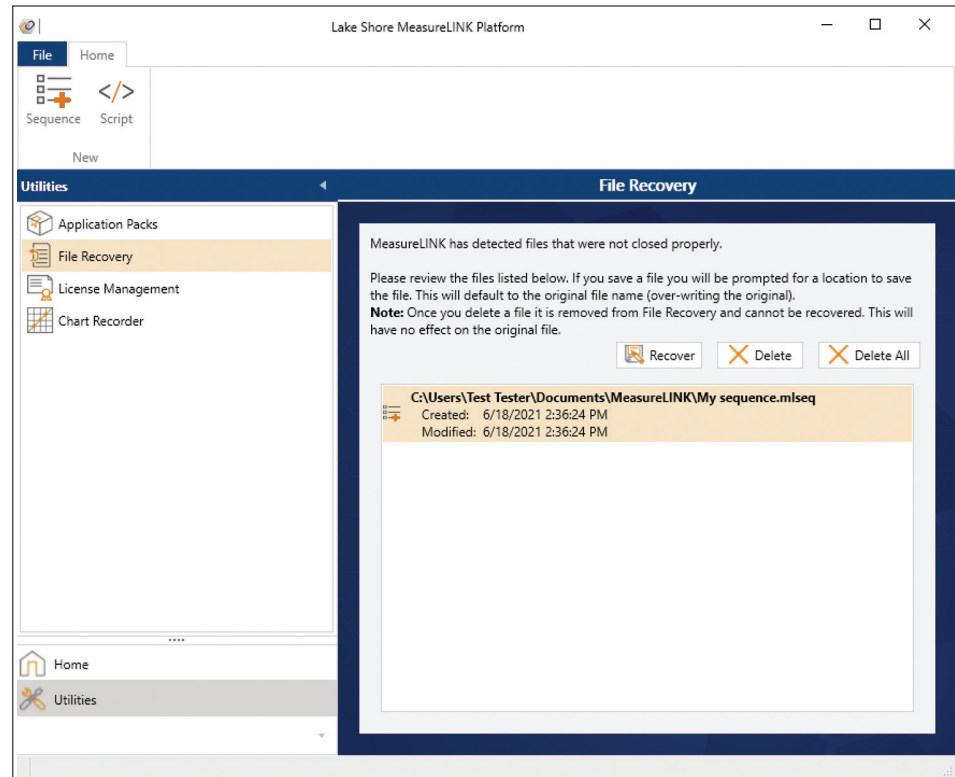 Lake Shore MeasureLINK Platform
File Home
Sequence Script
New
Utilities
File Recovery
Application Packs
File Recovery
License Management
Chart Recorder
MeasureLINK has detected files that were not closed properly.
Please review the files listed below. If you save a file you will be prompted for a location to save
the file. This will default to the original file name (over-writing the original).
Note: Once you delete a file it is removed from File Recovery and cannot be recovered. This will
have no effect on the original file.
Recover Delete Delete All
C:\Users\Test Tester\Documents\MeasureLINK\My sequence.mlseq
Created: 6/18/2021 2:36:24 PM
Modified: 6/18/2021 2:36:24 PM
Home
Utilities